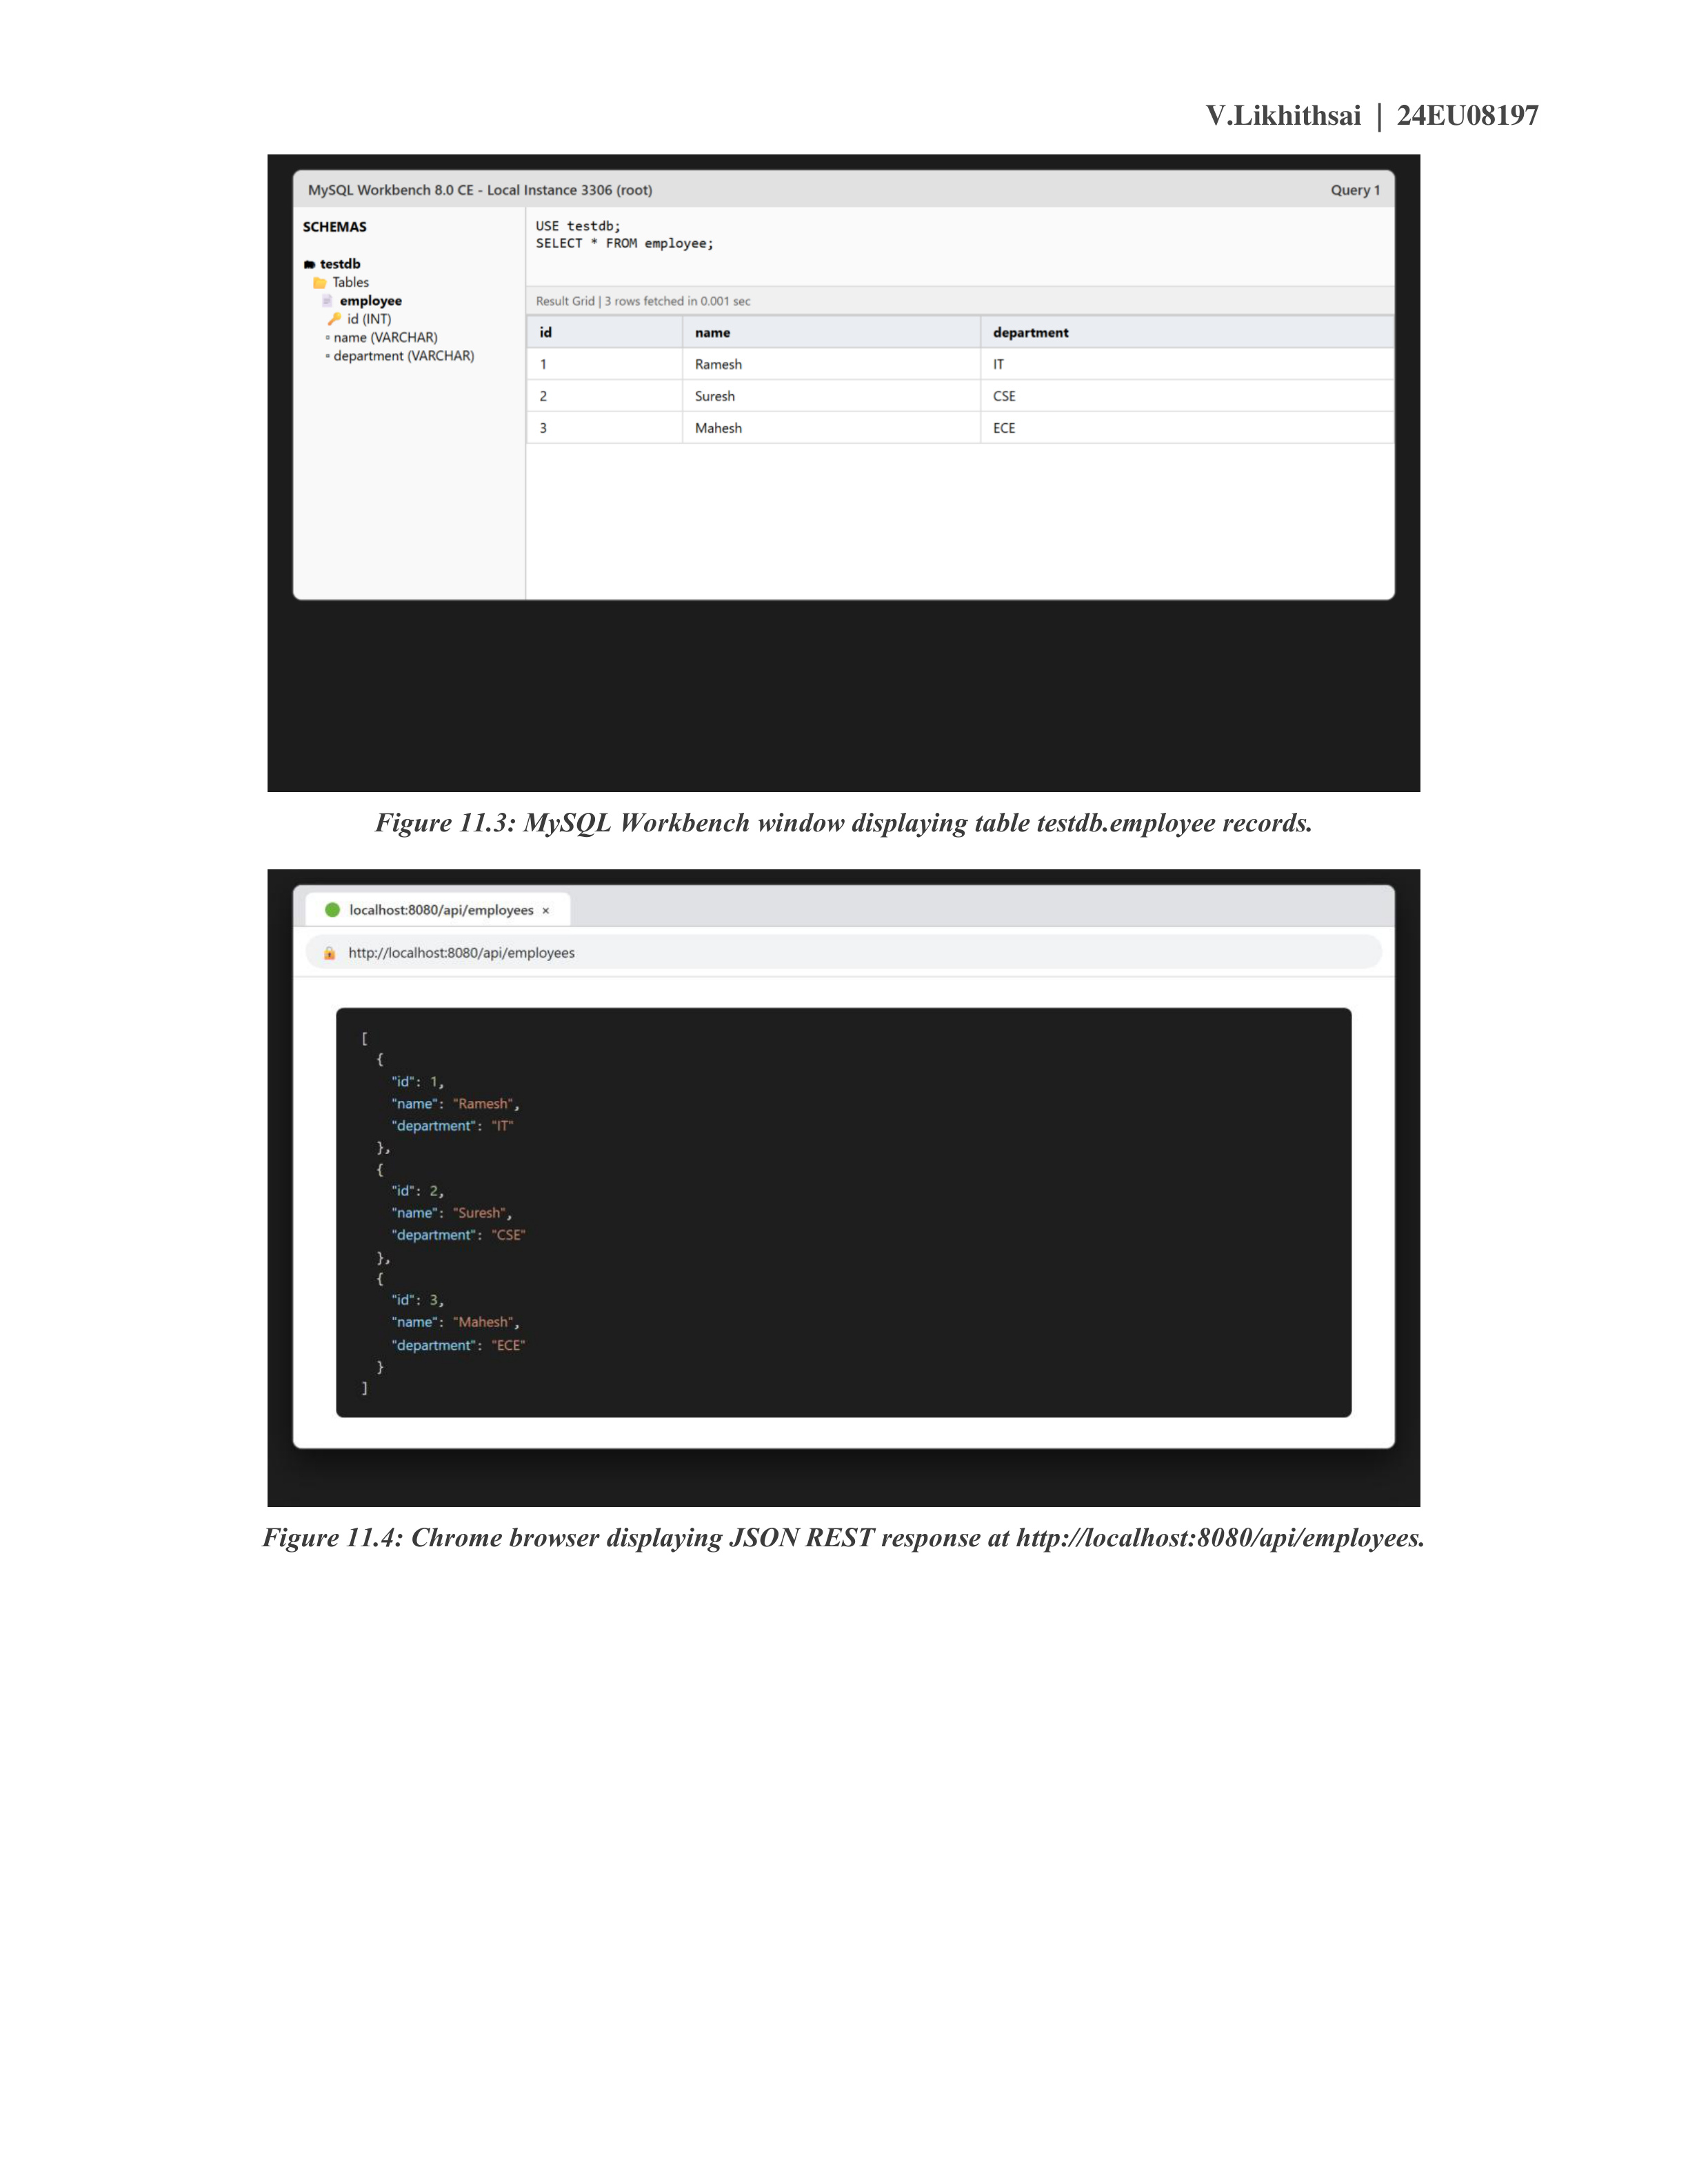 V.Likhithsai | 24EU08197
MySQL Workbench 8.0 CE - Local Instance 3306 (root)
Query 1
SCHEMAS
testdb
Tables
employee
id (INT)
name (VARCHAR)
department (VARCHAR)
USE testdb;
SELECT * FROM employee;
Result Grid | 3 rows fetched in 0.001 sec
id name department
1 Ramesh IT
2 Suresh CSE
3 Mahesh ECE
Figure 11.3: MySQL Workbench window displaying table testdb.employee records.
localhost:8080/api/employees ×
http://localhost:8080/api/employees
[
{
"id": 1,
"name": "Ramesh",
"department": "IT"
},
{
"id": 2,
"name": "Suresh",
"department": "CSE"
},
{
"id": 3,
"name": "Mahesh",
"department": "ECE"
}
]
Figure 11.4: Chrome browser displaying JSON REST response at http://localhost:8080/api/employees.